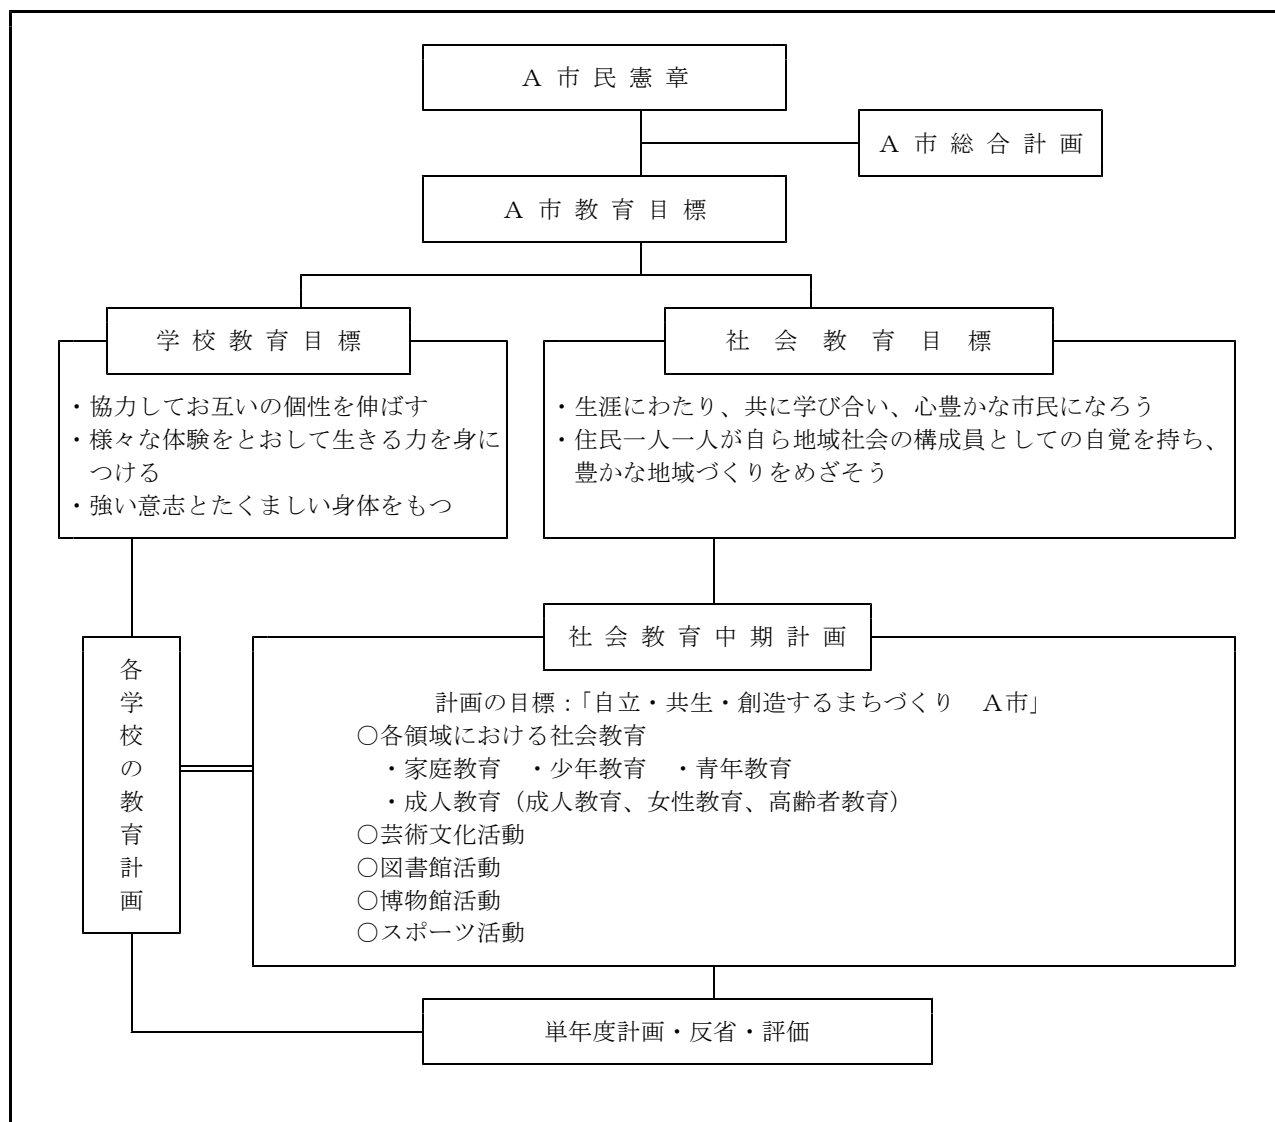 A 市 民 憲 章
A 市 総 合 計 画
A 市 教 育 目 標
学 校 教 育 目 標
・協力してお互いの個性を伸ばす
・様々な体験をとおして生きる力を身に
つける
・強い意志とたくましい身体をもつ
社 会 教 育 目 標
・生涯にわたり、共に学び合い、心豊かな市民になろう
・住民一人一人が自ら地域社会の構成員としての自覚を持ち、
豊かな地域づくりをめざそう
各学校の教育計画
社 会 教 育 中 期 計 画
計画の目標：「自立・共生・創造するまちづくり　A市」
○各領域における社会教育
・家庭教育　・少年教育　・青年教育
・成人教育（成人教育、女性教育、高齢者教育）
○芸術文化活動
○図書館活動
○博物館活動
○スポーツ活動
単年度計画・反省・評価